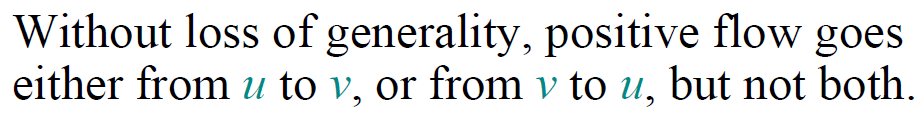 Without loss of generality, positive flow goes
either from u to v, or from v to u, but not both.